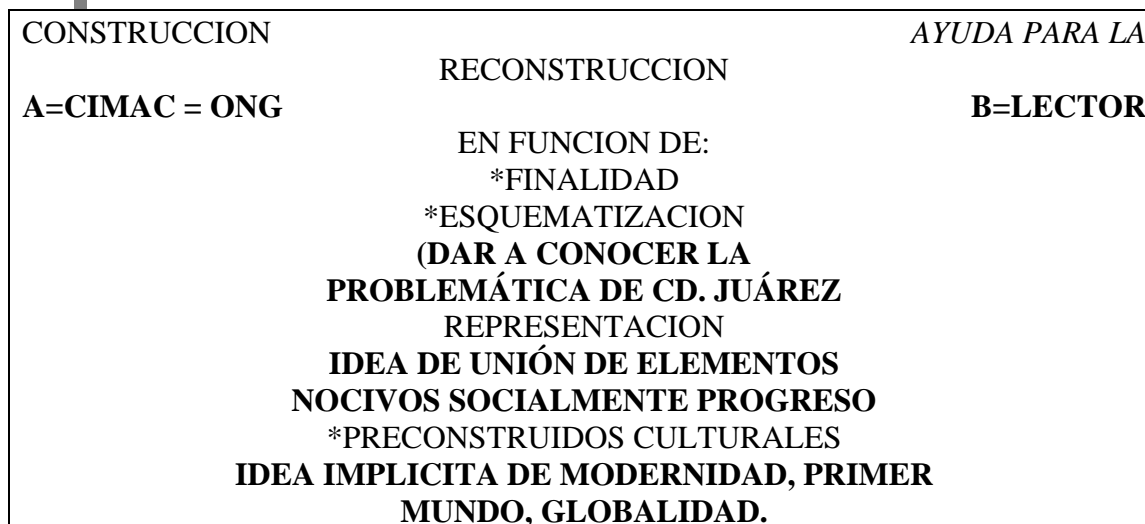 CONSTRUCCION AYUDA PARA LA
RECONSTRUCCION
A=CIMAC = ONG B=LECTOR
EN FUNCION DE:
*FINALIDAD
*ESQUEMATIZACION
(DAR A CONOCER LA
PROBLEMÁTICA DE CD. JUÁREZ
REPRESENTACION
IDEA DE UNIÓN DE ELEMENTOS
NOCIVOS SOCIALMENTE PROGRESO
*PRECONSTRUIDOS CULTURALES
IDEA IMPLICITA DE MODERNIDAD, PRIMER
MUNDO, GLOBALIDAD.